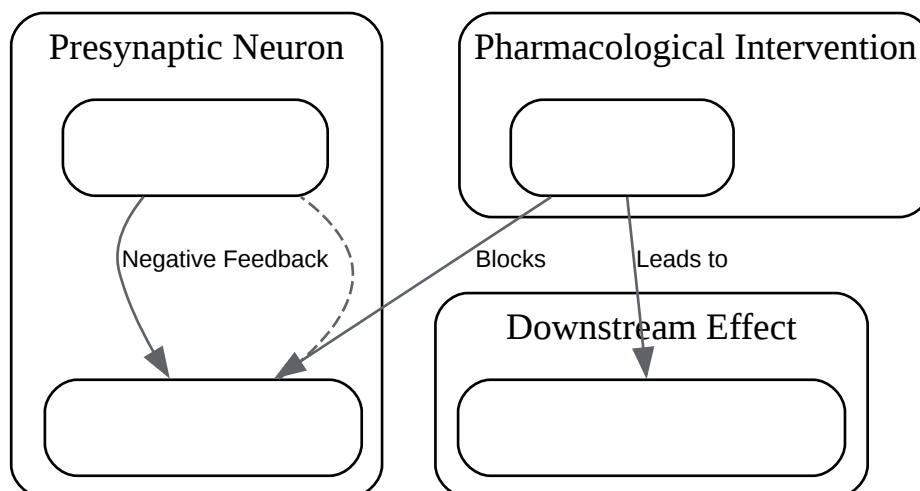 Presynaptic Neuron
Pharmacological Intervention
Negative Feedback
Blocks
Leads to
Downstream Effect